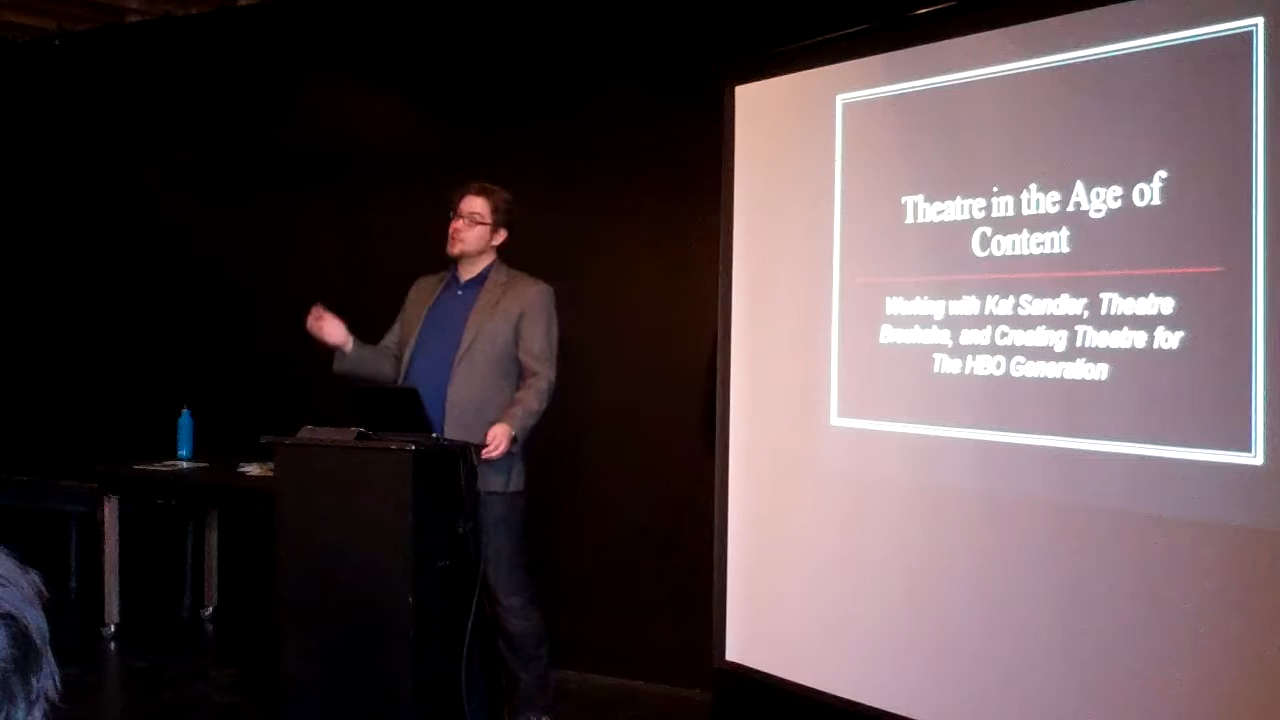 Theatre in the Age of
Content
Working with Kat Sandler, Theatre
Brouhaha, and Creating Theatre for
The HBO Generation